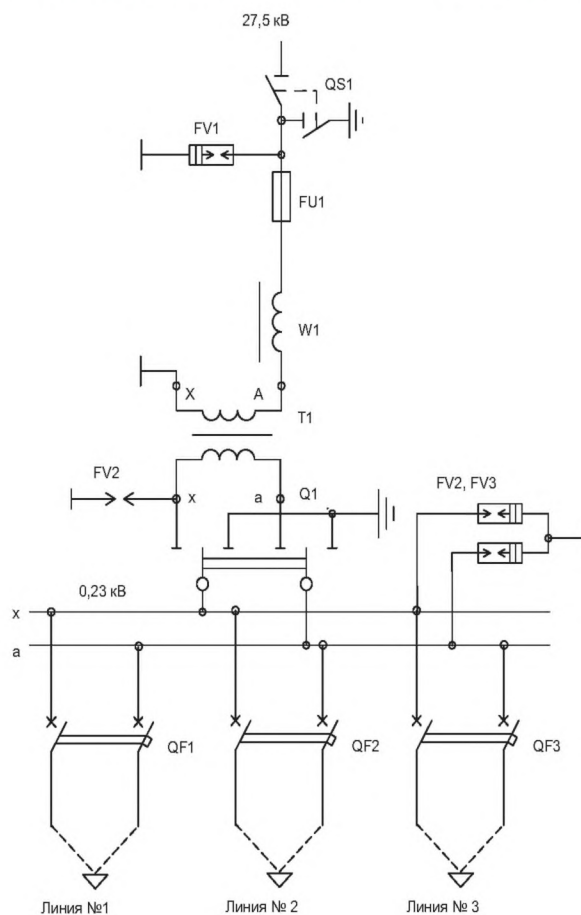 27,5 кВ
QS1
FV1
FU1
W1
X
A
T1
FV2
x
a
Q1
FV2, FV3
0,23 кВ
x
a
QF1
QF2
QF3
Линия №1
Линия № 2
Линия № 3